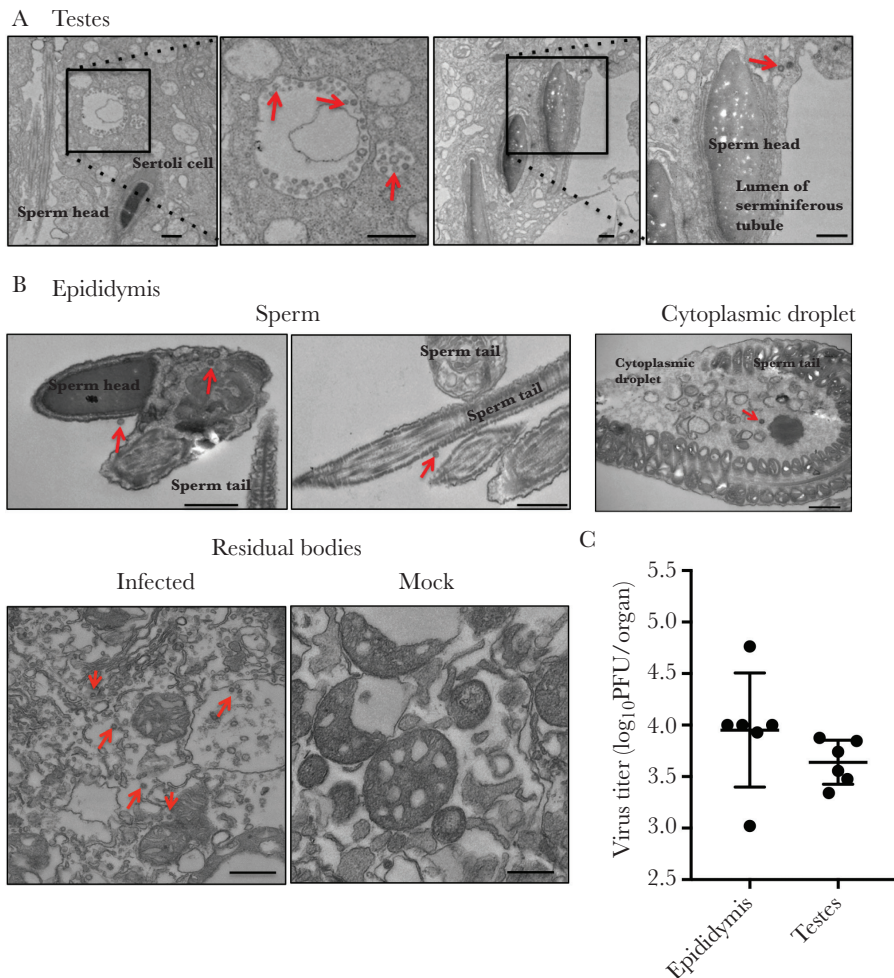 A Testes
Sertoli cell
Sperm head
Sperm head
Lumen of
serminiferous
tubule
B Epididymis
Sperm
Cytoplasmic droplet
Sperm head
Sperm tail
Sperm tail
Sperm tail
Cytoplasmic
droplet
Sperm tail
Residual bodies
Infected
Mock
C
Virus titer (log10PFU/organ)
5.5
5.0
4.5
4.0
3.5
3.0
2.5
Epididymis
Testes